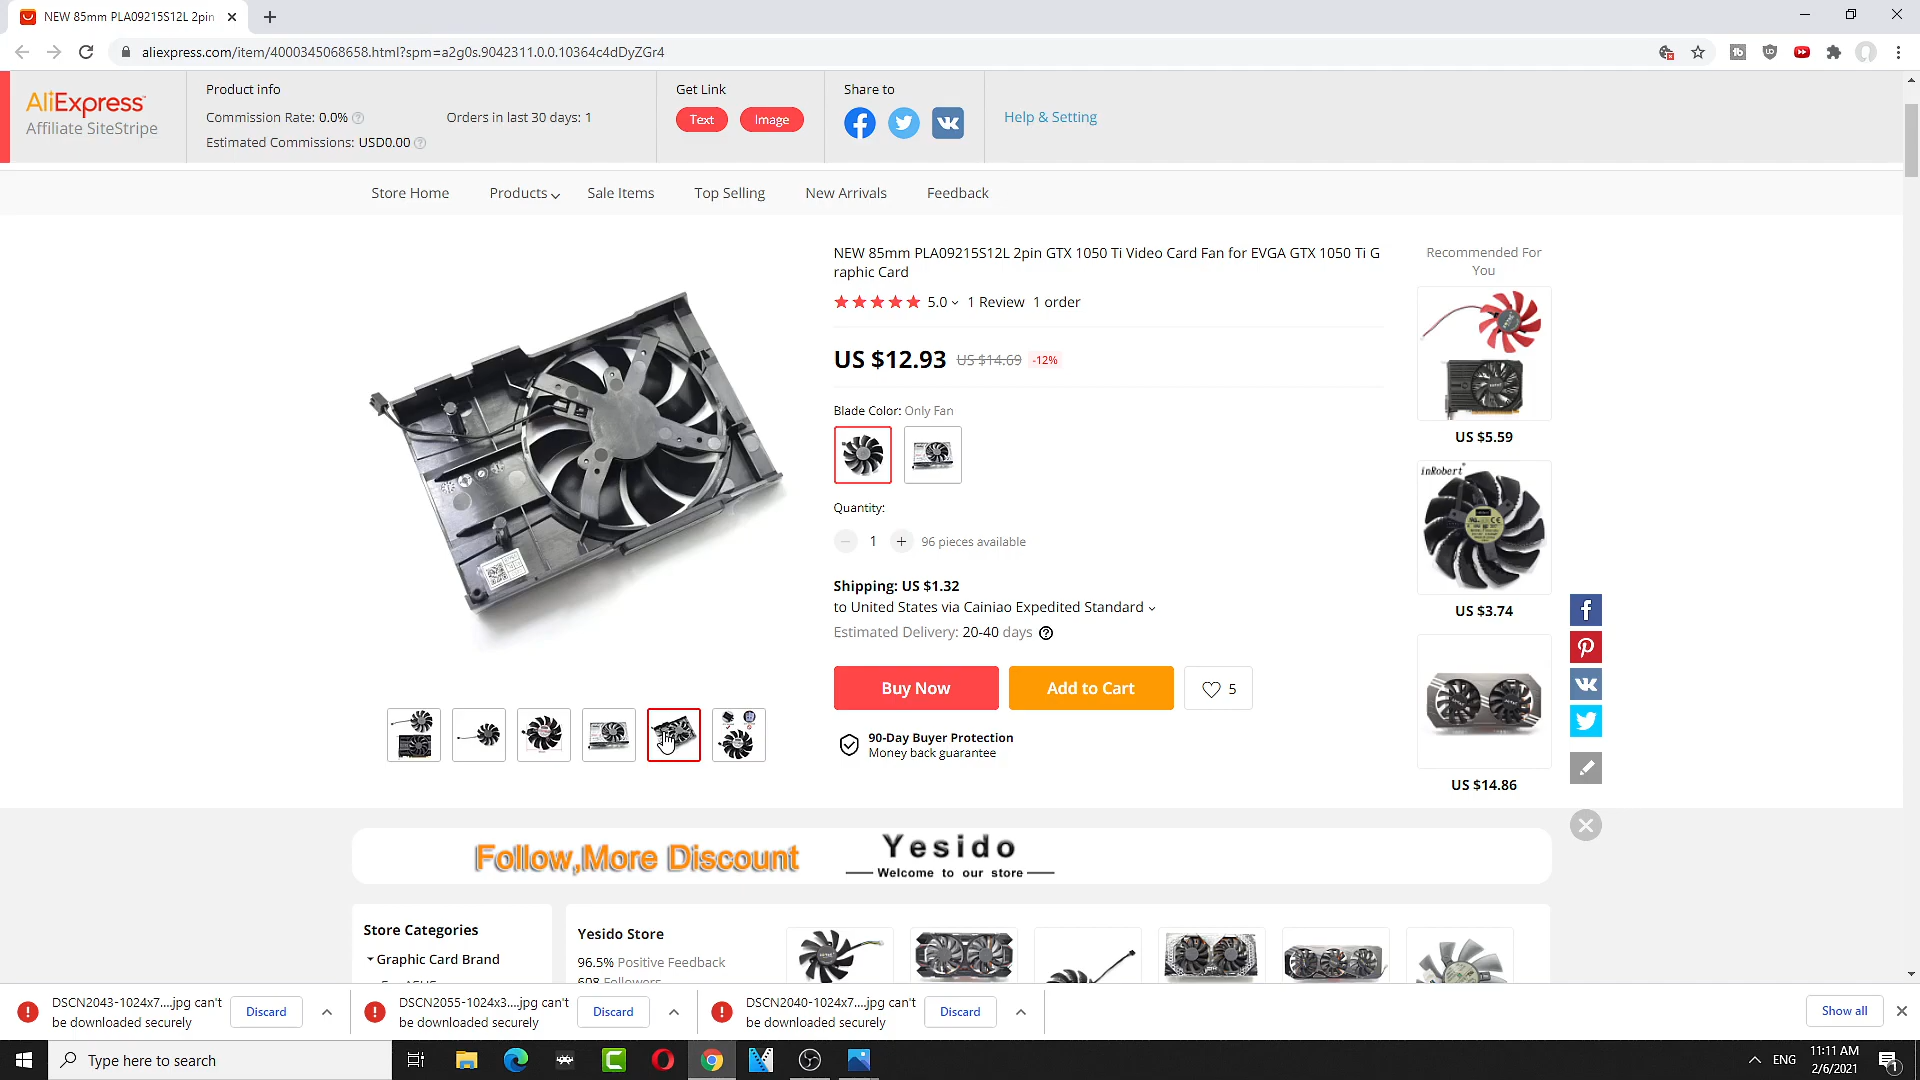 NEW 85mm PLA09215S12L 2pin
aliexpress.com/item/4000345068658.html?spm=a2g0s.9042311.0.0.10364c4dDyZGr4
AliExpress™
Affiliate SiteStripe
Product info
Commission Rate: 0.0%
Orders in last 30 days: 1
Estimated Commissions: USD0.00
Get Link
Text
Image
Share to
Help & Setting
Store Home
Products
Sale Items
Top Selling
New Arrivals
Feedback
NEW 85mm PLA09215S12L 2pin GTX 1050 Ti Video Card Fan for EVGA GTX 1050 Ti G
raphic Card
5.0
1 Review
1 order
US $12.93
US $14.69
-12%
Blade Color: Only Fan
Quantity:
1
96 pieces available
Shipping: US $1.32
to United States via Cainiao Expedited Standard
Estimated Delivery: 20-40 days
Buy Now
Add to Cart
5
90-Day Buyer Protection
Money back guarantee
Recommended For
You
US $5.59
inRobert
US $3.74
US $14.86
Follow,More Discount
Yesido
Welcome to our store
Store Categories
Graphic Card Brand
For ASUS
Yesido Store
96.5% Positive Feedback
608 Followers
DSCN2043-1024x7....jpg can't
be downloaded securely
Discard
DSCN2055-1024x3....jpg can't
be downloaded securely
Discard
DSCN2040-1024x7....jpg can't
be downloaded securely
Discard
Show all
Type here to search
ENG
11:11 AM
2/6/2021
1